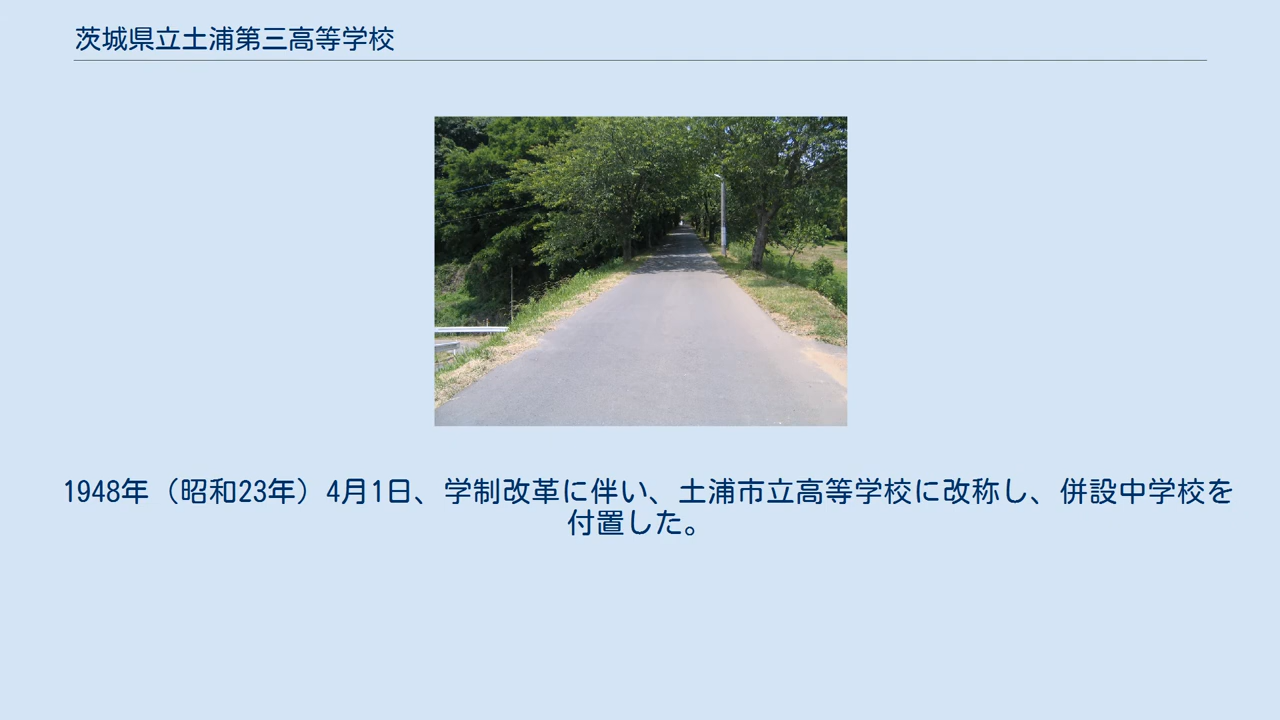 茨城県立土浦第三高等学校
1948年（昭和23年）4月1日、学制改革に伴い、土浦市立高等学校に改称し、併設中学校を
付置した。